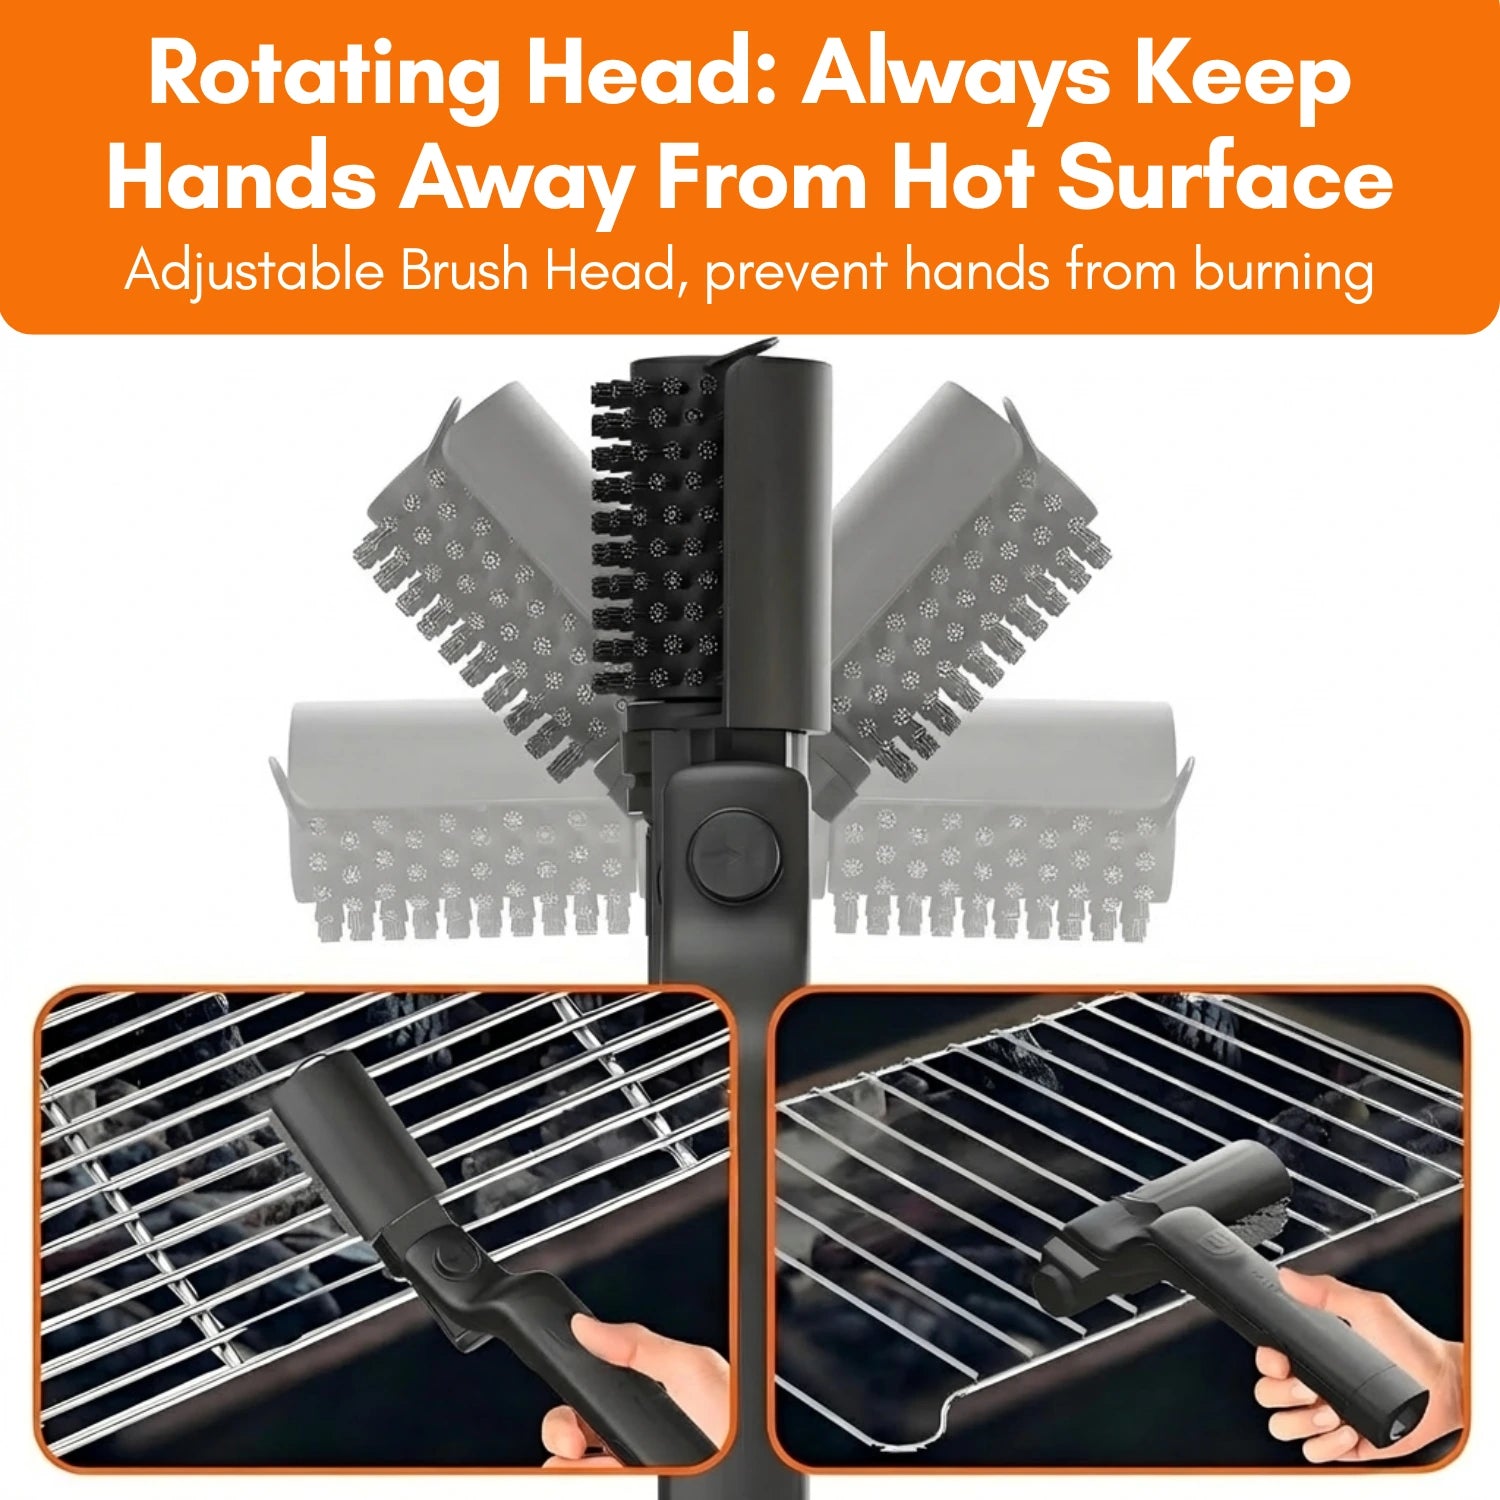 Rotating Head: Always Keep
Hands Away From Hot Surface
Adjustable Brush Head, prevent hands from burning